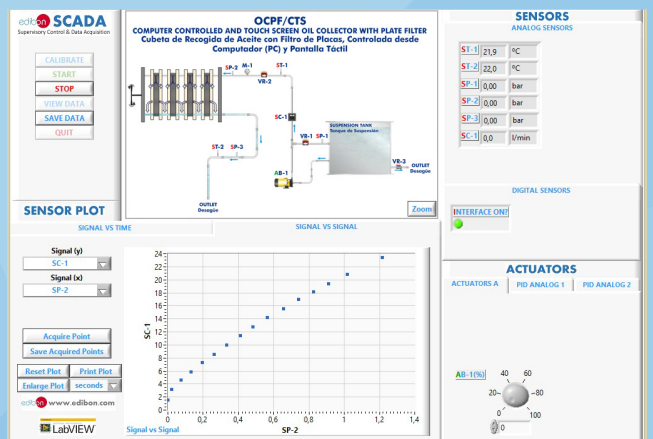 edibon SCADA
Supervisory Control & Data Acquisition
CALIBRATE
START
STOP
VIEW DATA
SAVE DATA
QUIT
OCPF/CTS
COMPUTER CONTROLLED AND TOUCH SCREEN OIL COLLECTOR WITH PLATE FILTER
Cubeta de Recogida de Aceite con Filtro de Placas, Controlada desde
Computador (PC) y Pantalla Táctil
SP-2 M-1 ST-1
VR-2
SC-1
SUSPENSION TANK
Tanque de Suspensión
VR-1 SP-1
ST-2 SP-3
VR-3 OUTLET
Desagüe
AB-1
OUTLET
Desagüe
Zoom
SENSORS
ANALOG SENSORS
ST-1 21,9 ºC
ST-2 22,0 ºC
SP-1 0,00 bar
SP-2 0,00 bar
SP-3 0,00 bar
SC-1 0,0 l/min
DIGITAL SENSORS
INTERFACE ON?
SENSOR PLOT
SIGNAL VS TIME SIGNAL VS SIGNAL
Signal (y)
SC-1
Signal (x)
SP-2
Acquire Point
Save Acquired Points
Reset Plot Print Plot
Enlarge Plot seconds
edibon www.edibon.com
LabVIEW
24
22
20
18
16
14
12
10
8
6
4
2
0
SC-1
0 0,2 0,4 0,6 0,8 1 1,2 1,4
Signal vs Signal SP-2
ACTUATORS
ACTUATORS A PID ANALOG 1 PID ANALOG 2
AB-1(%)
40 60
20 80
0 100
0